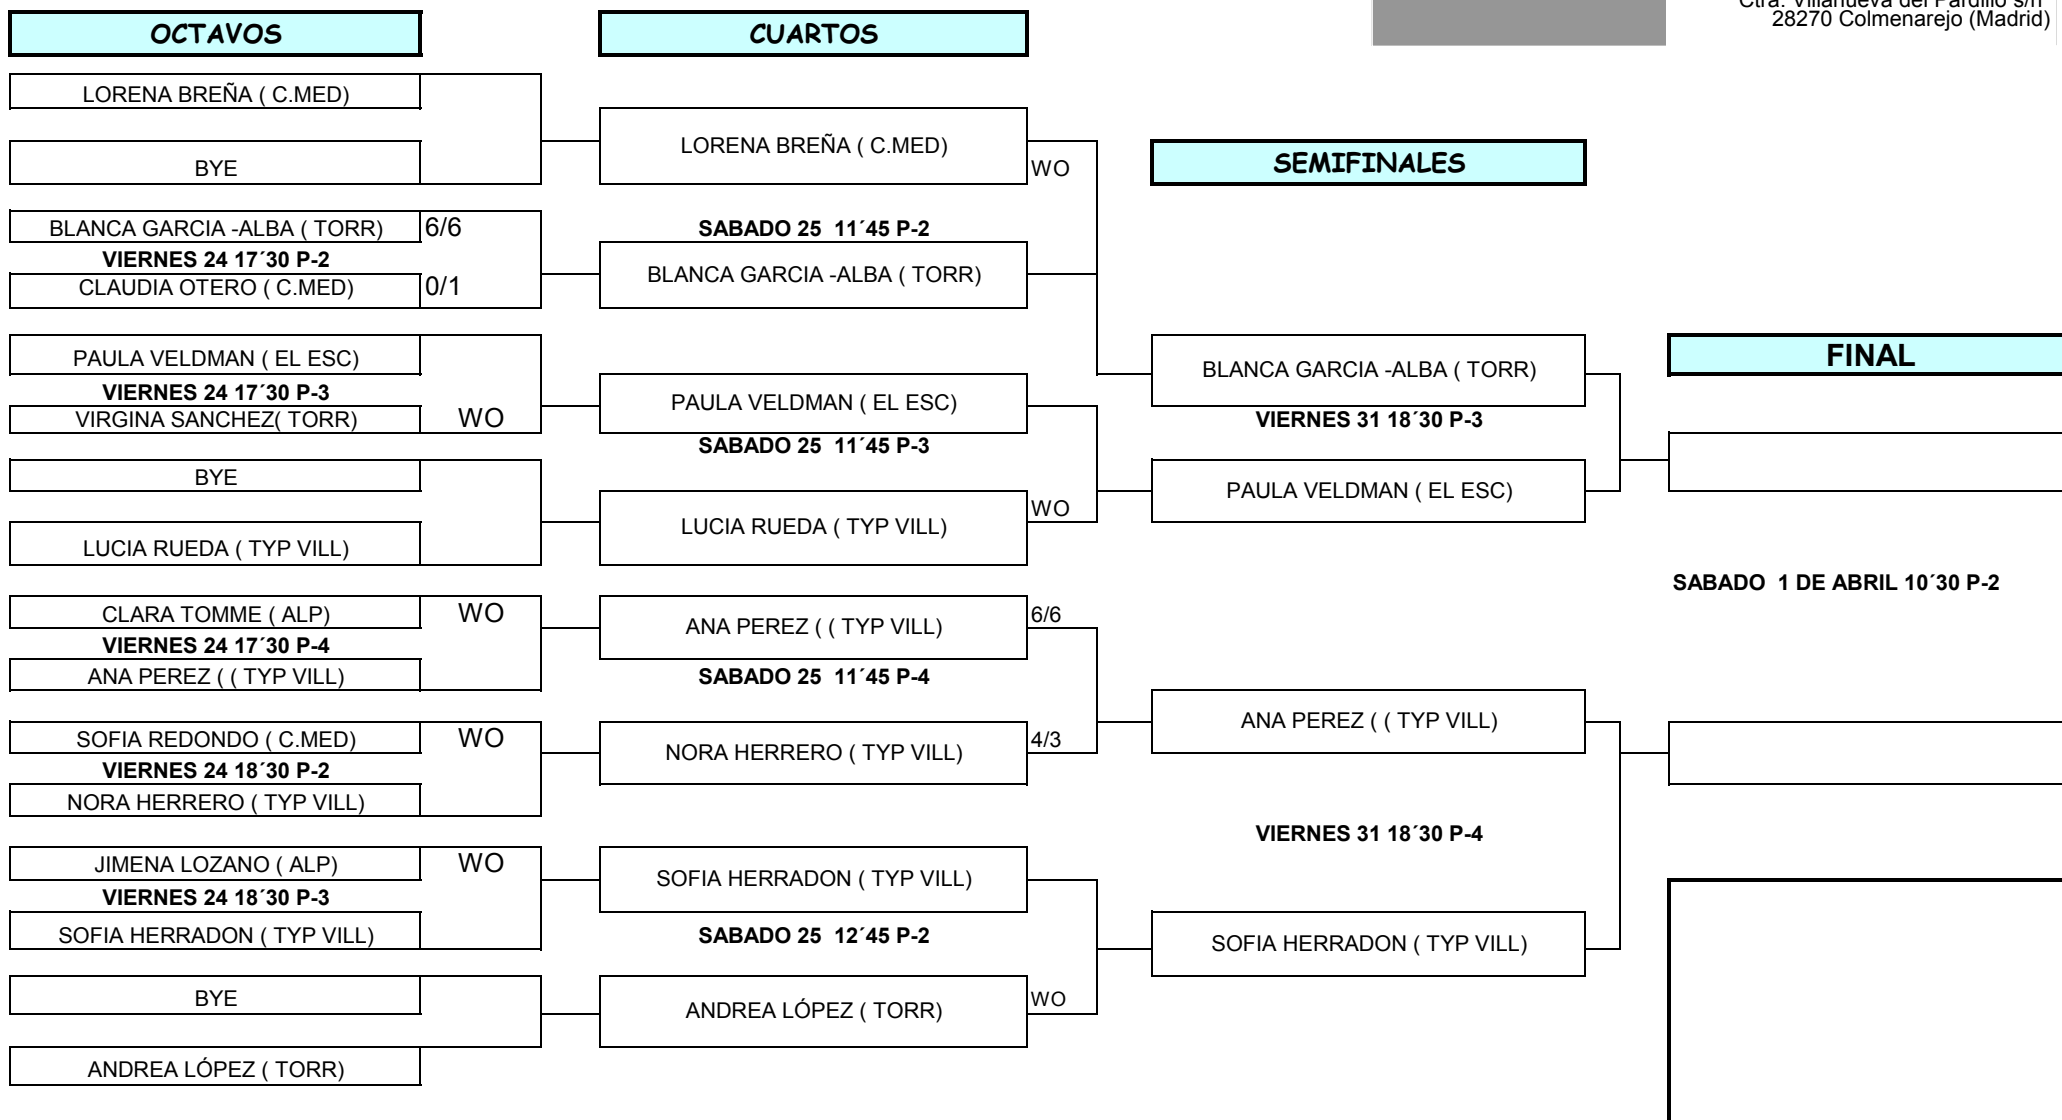 Ctra. Villanueva del Pardillo s/n
28270 Colmenarejo (Madrid)
OCTAVOS
CUARTOS
LORENA BREÑA ( C.MED)
BYE
LORENA BREÑA ( C.MED)
WO
SEMIFINALES
BLANCA GARCIA -ALBA ( TORR) 6/6
VIERNES 24 17´30 P-2
CLAUDIA OTERO ( C.MED) 0/1
SABADO 25 11´45 P-2
BLANCA GARCIA -ALBA ( TORR)
PAULA VELDMAN ( EL ESC)
VIERNES 24 17´30 P-3
VIRGINA SANCHEZ( TORR) WO
PAULA VELDMAN ( EL ESC)
SABADO 25 11´45 P-3
BLANCA GARCIA -ALBA ( TORR)
VIERNES 31 18´30 P-3
PAULA VELDMAN ( EL ESC)
FINAL
BYE
LUCIA RUEDA ( TYP VILL)
LUCIA RUEDA ( TYP VILL)
WO
SABADO 1 DE ABRIL 10´30 P-2
CLARA TOMME ( ALP) WO
VIERNES 24 17´30 P-4
ANA PEREZ ( ( TYP VILL)
ANA PEREZ ( ( TYP VILL) 6/6
SABADO 25 11´45 P-4
SOFIA REDONDO ( C.MED) WO
VIERNES 24 18´30 P-2
NORA HERRERO ( TYP VILL)
NORA HERRERO ( TYP VILL) 4/3
ANA PEREZ ( ( TYP VILL)
VIERNES 31 18´30 P-4
JIMENA LOZANO ( ALP) WO
VIERNES 24 18´30 P-3
SOFIA HERRADON ( TYP VILL)
SOFIA HERRADON ( TYP VILL)
SABADO 25 12´45 P-2
SOFIA HERRADON ( TYP VILL)
BYE
ANDREA LÓPEZ ( TORR)
ANDREA LÓPEZ ( TORR) WO